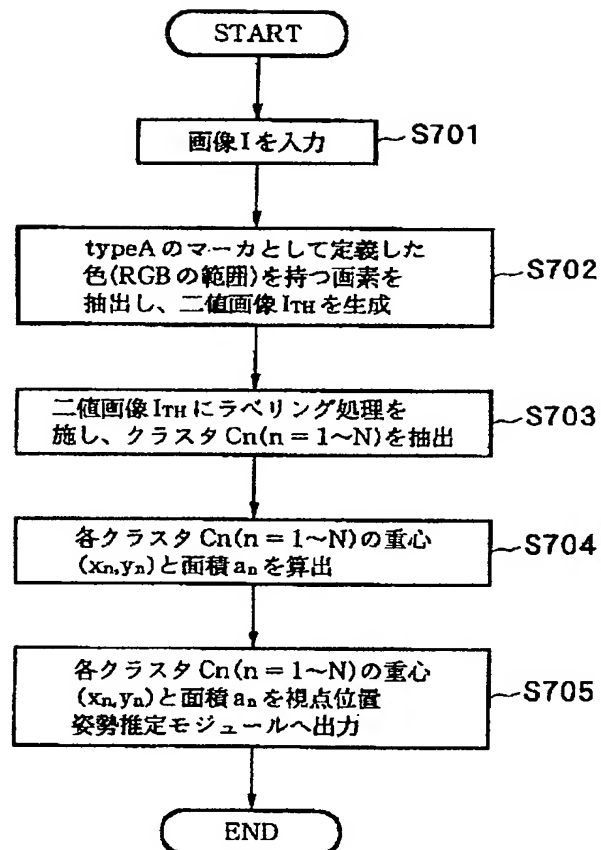 START
画像Iを入力
S701
typeAのマーカとして定義した
色(RGBの範囲)を持つ画素を
抽出し、二値画像ITHを生成
S702
二値画像ITHにラベリング処理を
施し、クラスタCn(n=1~N)を抽出
S703
各クラスタCn(n=1~N)の重心
(xn,yn)と面積anを算出
S704
各クラスタCn(n=1~N)の重心
(xn,yn)と面積anを視点位置
姿勢推定モジュールへ出力
S705
END